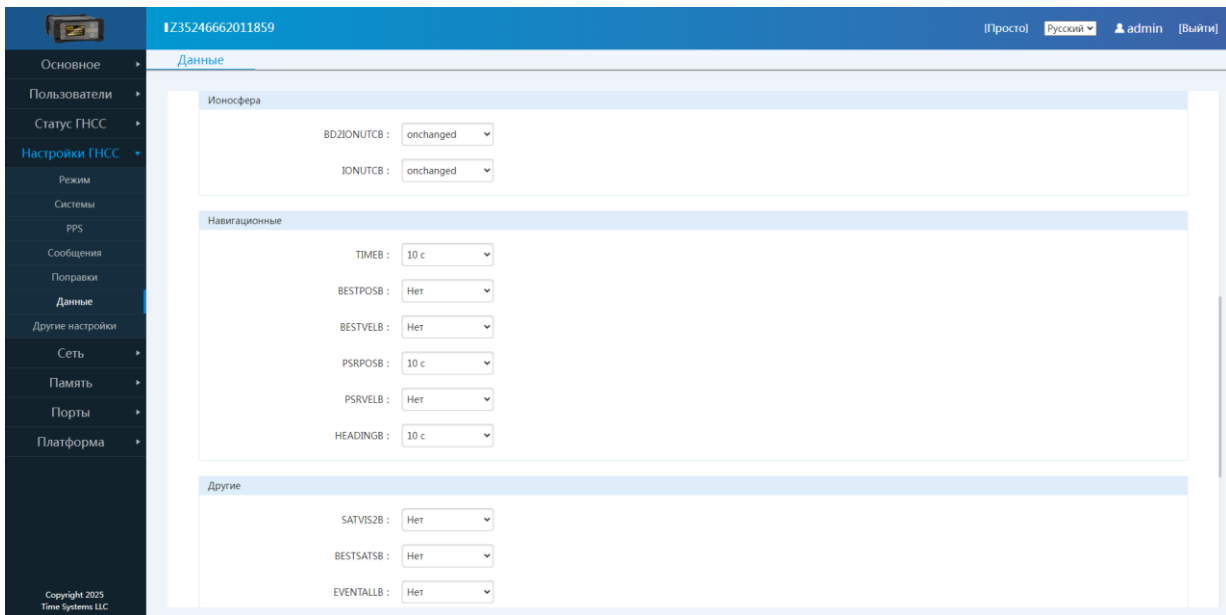 Z35246662011859
[Просто] Русский admin [Выйти]
Основное
Пользователи
Статус ГНСС
Настройки ГНСС
Режим
Системы
PPS
Сообщения
Поправки
Данные
Другие настройки
Сеть
Память
Порты
Платформа
Copyright 2025
Time Systems LLC
Данные
Ионосфера
BD2IONUTCB : onchanged
IONUTCB : onchanged
Навигационные
TIMEB : 10 с
BESTPOSB : Нет
BESTVELB : Нет
PSRPOSB : 10 с
PSRVELB : Нет
HEADINGB : 10 с
Другие
SATVIS2B : Нет
BESTSATSB : Нет
EVENTALLB : Нет